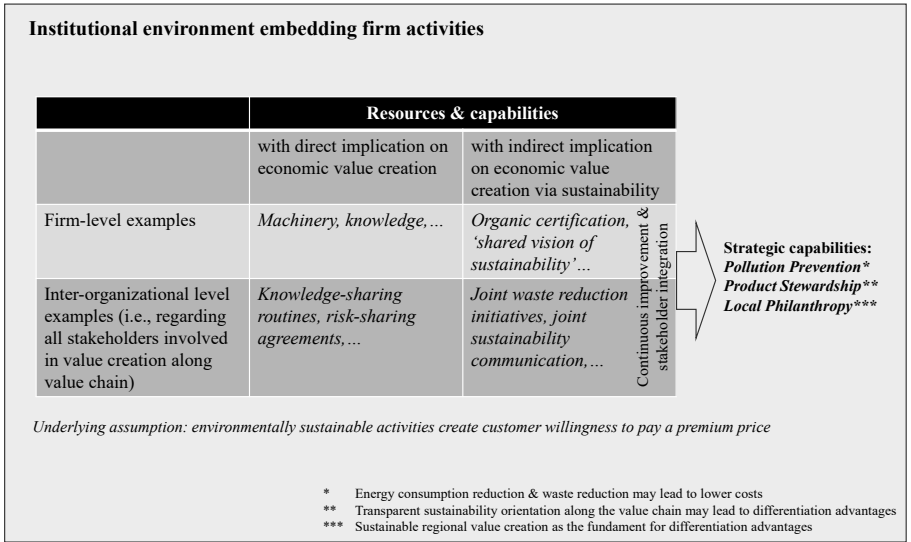 Institutional environment embedding firm activities
Resources & capabilities
with direct implication on
economic value creation
with indirect implication
on economic value
creation via sustainability
Firm-level examples
Machinery, knowledge,…
Organic certification,
‘shared vision of
sustainability’…
Inter-organizational level
examples (i.e., regarding
all stakeholders involved
in value creation along
value chain)
Knowledge-sharing
routines, risk-sharing
agreements,…
Joint waste reduction
initiatives, joint
sustainability
communication,…
Continuous improvement &
stakeholder integration
Strategic capabilities:
Pollution Prevention*
Product Stewardship**
Local Philanthropy***
Underlying assumption: environmentally sustainable activities create customer willingness to pay a premium price
* Energy consumption reduction & waste reduction may lead to lower costs
** Transparent sustainability orientation along the value chain may lead to differentiation advantages
*** Sustainable regional value creation as the fundament for differentiation advantages